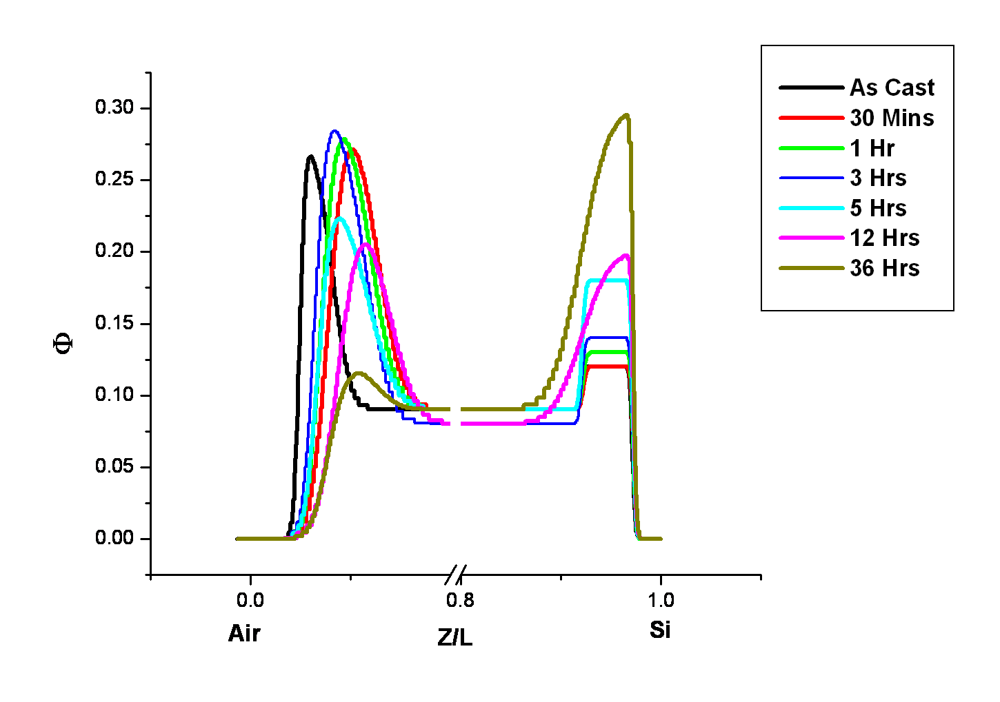 As Cast
30 Mins
1 Hr
3 Hrs
5 Hrs
12 Hrs
36 Hrs
0.30
0.25
0.20
0.15
Φ
0.10
0.05
0.00
0.0 0.8 1.0
Air Z/L Si